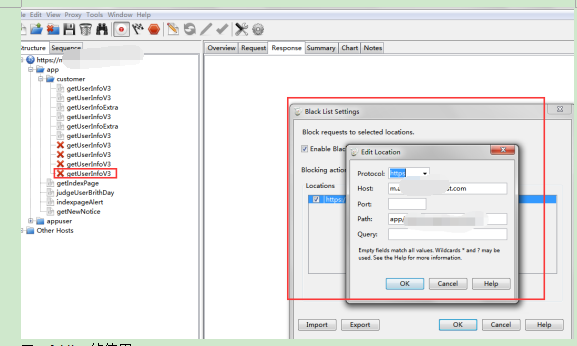 File Edit View Proxy Tools Window Help
Structure Sequence
Overview Request Response Summary Chart Notes
https://m
app
customer
getUserInfoV3
getUserInfoV3
getUserInfoExtra
getUserInfoV3
getUserInfoExtra
getUserInfoV3
getUserInfoV3
getUserInfoV3
getUserInfoV3
getUserInfoV3
getIndexPage
judgeUserBrithDay
indexpageAlert
getNewNotice
appuser
Other Hosts
Black List Settings
Block requests to selected locations.
Enable Blac
Blocking action
Locations
https:/
Edit Location
Protocol: https
Host: m. st.com
Port:
Path: app/
Query:
Empty fields match all values. Wildcards * and ? may be
used. See the Help for more information.
OK Cancel Help
Import Export OK Cancel Help